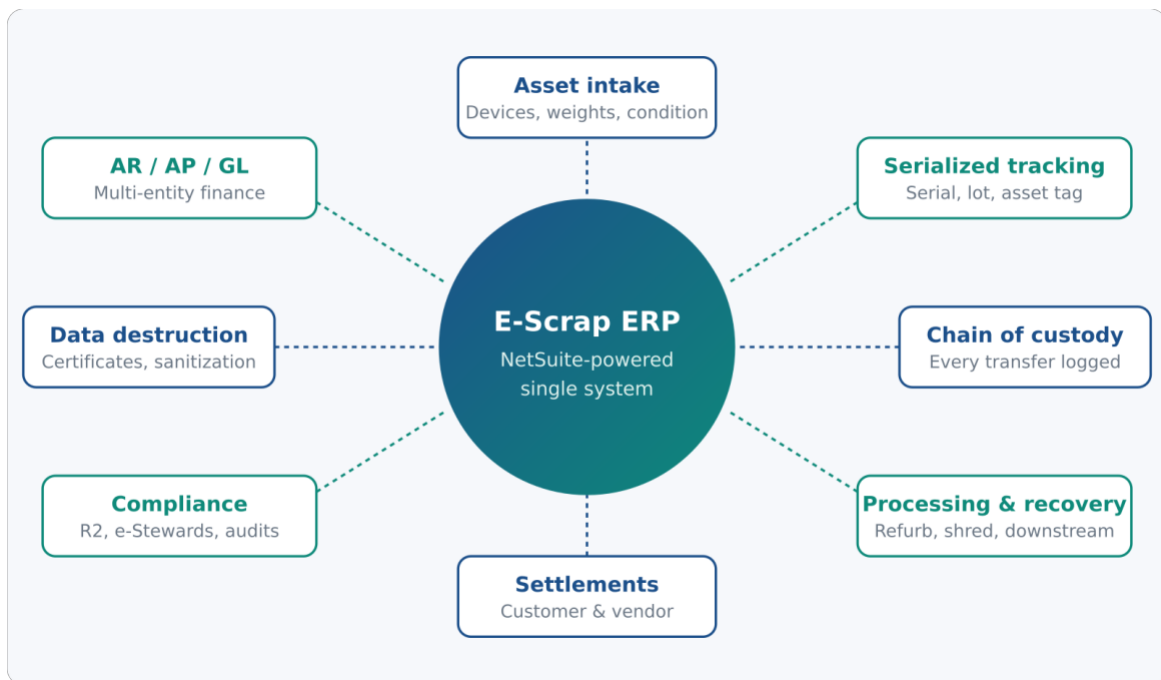 Asset intake
Devices, weights, condition
AR / AP / GL
Multi-entity finance
Serialized tracking
Serial, lot, asset tag
Data destruction
Certificates, sanitization
E-Scrap ERP
NetSuite-powered
single system
Chain of custody
Every transfer logged
Compliance
R2, e-Stewards, audits
Processing & recovery
Refurb, shred, downstream
Settlements
Customer & vendor